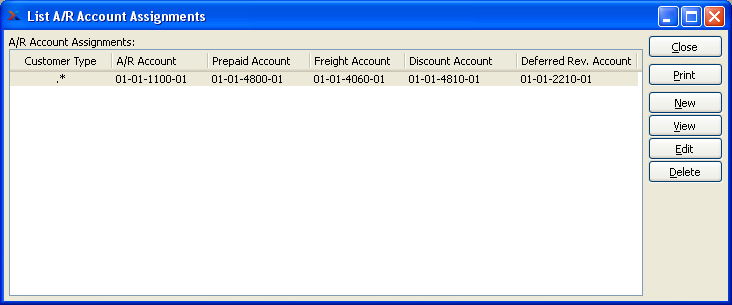 List A/R Account Assignments
A/R Account Assignments:
Customer Type A/R Account Prepaid Account Freight Account Discount Account Deferred Rev. Account
.* 01-01-1100-01 01-01-4800-01 01-01-4060-01 01-01-4810-01 01-01-2210-01
Close
Print
New
View
Edit
Delete